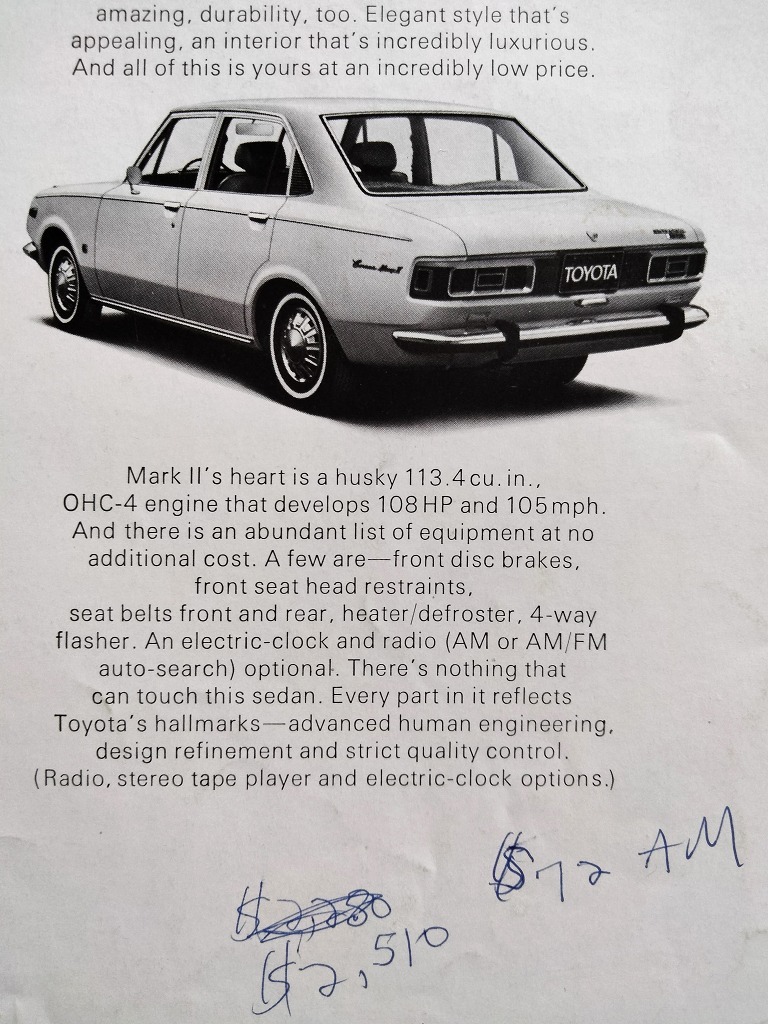 amazing, durability, too. Elegant style that's
appealing, an interior that's incredibly luxurious.
And all of this is yours at an incredibly low price.
TOYOTA
Mark II's heart is a husky 113.4 cu. in.,
OHC-4 engine that develops 108 HP and 105 mph.
And there is an abundant list of equipment at no
additional cost. A few are—front disc brakes,
front seat head restraints,
seat belts front and rear, heater/defroster, 4-way
flasher. An electric-clock and radio (AM or AM/FM
auto-search) optional. There's nothing that
can touch this sedan. Every part in it reflects
Toyota's hallmarks—advanced human engineering,
design refinement and strict quality control.
(Radio, stereo tape player and electric-clock options.)
$72 AM
$2,280
$2,510